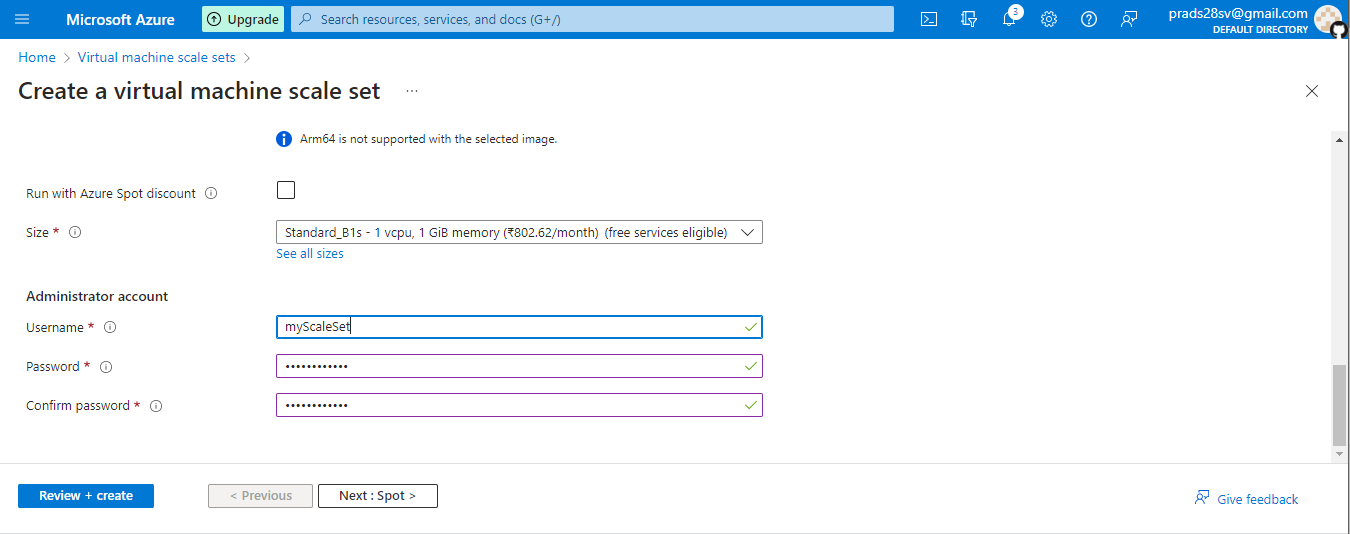 Microsoft Azure
Upgrade
Search resources, services, and docs (G+/)
3
prads28sv@gmail.com
DEFAULT DIRECTORY
Home > Virtual machine scale sets >
Create a virtual machine scale set ...
Arm64 is not supported with the selected image.
Run with Azure Spot discount
Size *
Standard_B1s - 1 vcpu, 1 GiB memory (₹802.62/month) (free services eligible)
See all sizes
Administrator account
Username *
myScaleSet
Password *
••••••••••••
Confirm password *
••••••••••••
Review + create
< Previous
Next : Spot >
Give feedback